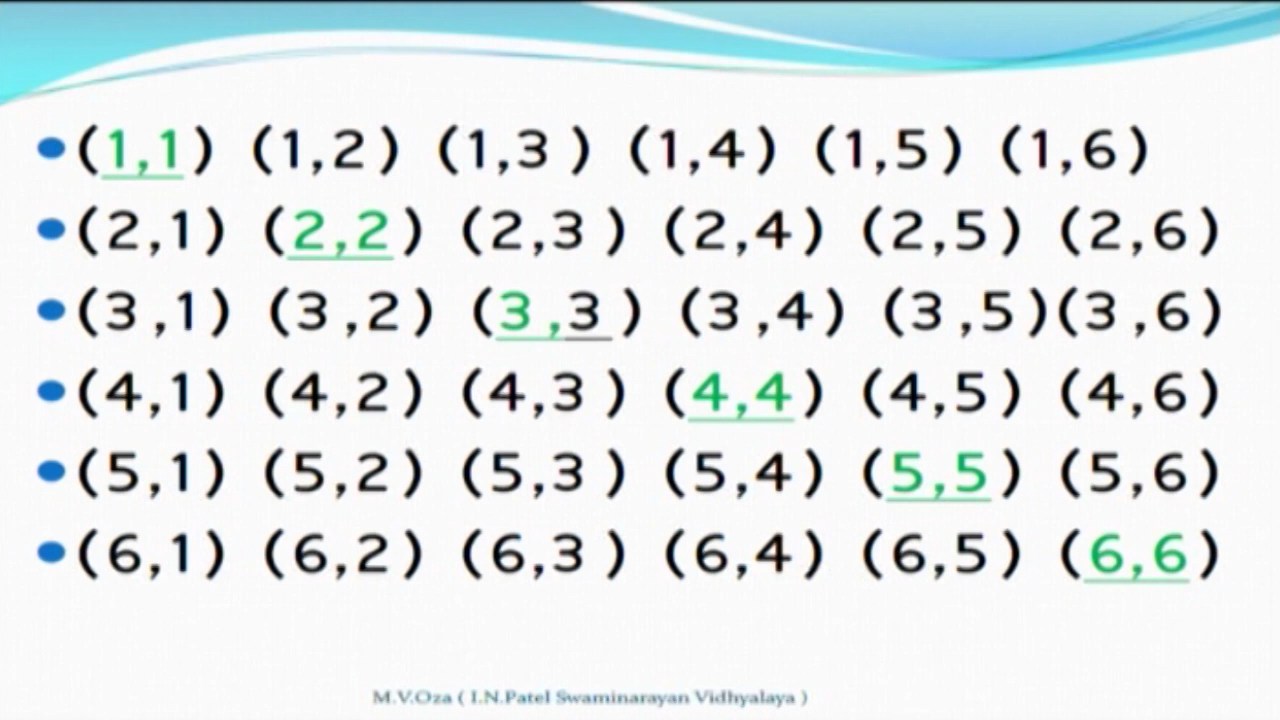 • (1,1) (1,2) (1,3 ) (1,4) (1,5) (1,6)
• (2,1) (2,2) (2,3 ) (2,4) (2,5) (2,6)
• (3 ,1) (3 ,2) (3 ,3 ) (3 ,4) (3 ,5)(3 ,6)
• (4,1) (4,2) (4,3 ) (4,4) (4,5) (4,6)
• (5,1) (5,2) (5,3 ) (5,4) (5,5) (5,6)
• (6,1) (6,2) (6,3 ) (6,4) (6,5) (6,6)
M.V.Oza ( I.N.Patel Swaminarayan Vidhyalaya )